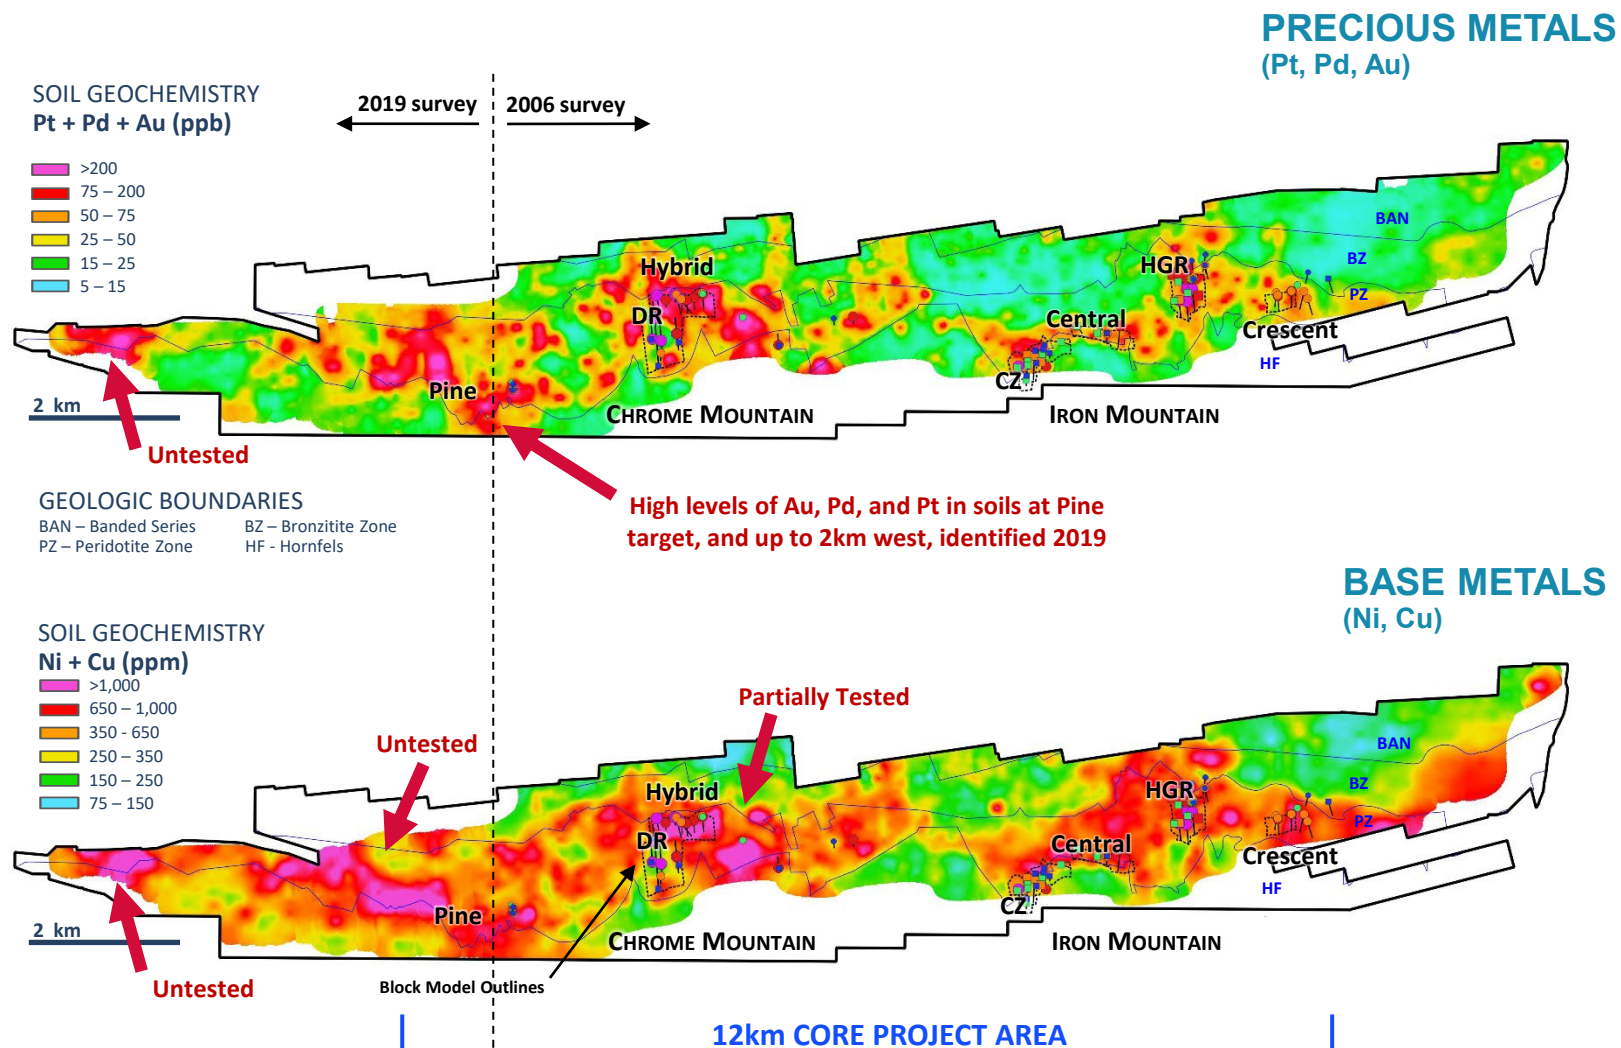 PRECIOUS METALS
(Pt, Pd, Au)
SOIL GEOCHEMISTRY
Pt + Pd + Au (ppb)
>200
75 – 200
50 – 75
25 – 50
15 – 25
5 – 15
2019 survey
2006 survey
BAN
BZ
PZ
HF
Hybrid
DR
HGR
Central
Crescent
CZ
Pine
2 km
CHROME MOUNTAIN
IRON MOUNTAIN
Untested
High levels of Au, Pd, and Pt in soils at Pine
target, and up to 2km west, identified 2019
GEOLOGIC BOUNDARIES
BAN – Banded Series
BZ – Bronzitite Zone
PZ – Peridotite Zone
HF - Hornfels
BASE METALS
(Ni, Cu)
SOIL GEOCHEMISTRY
Ni + Cu (ppm)
>1,000
650 – 1,000
350 - 650
250 – 350
150 – 250
75 – 150
Partially Tested
Untested
BAN
BZ
PZ
HF
Hybrid
DR
HGR
Central
Crescent
CZ
Pine
2 km
CHROME MOUNTAIN
IRON MOUNTAIN
Untested
Block Model Outlines
12km CORE PROJECT AREA